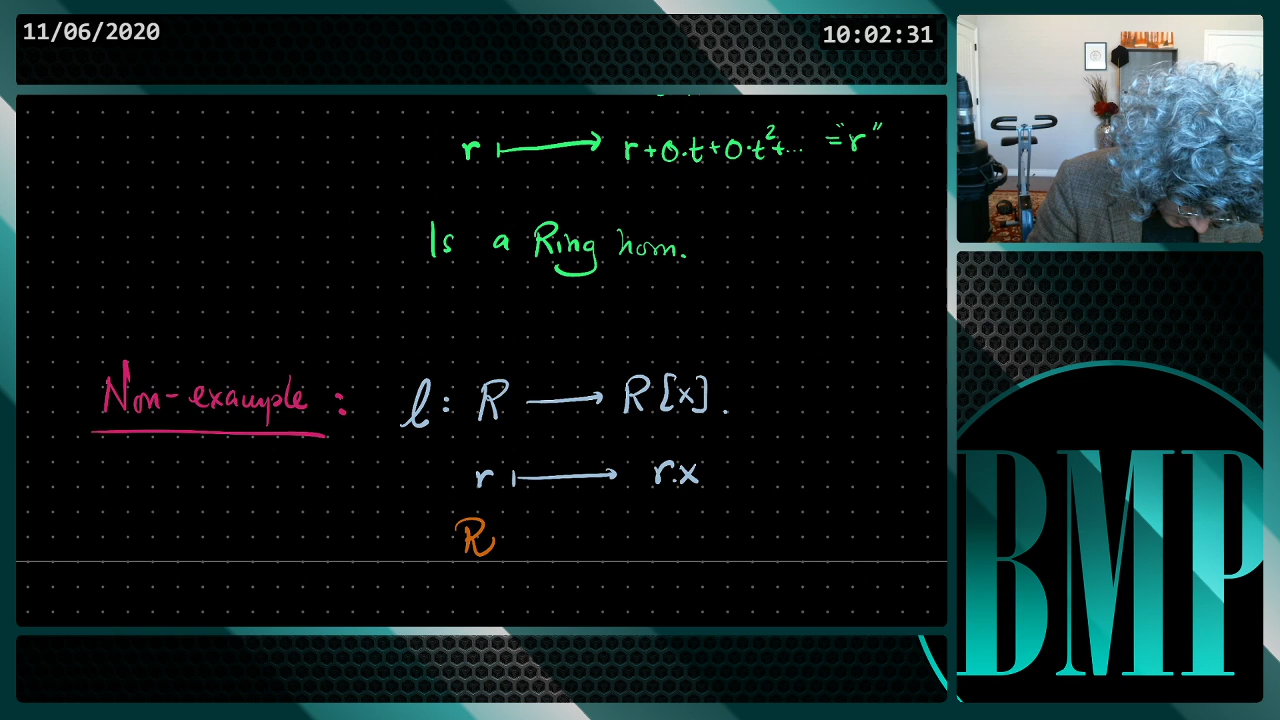 11/06/2020
10:02:31
r ⟼ r+0·t+0·t²+... ="r"
Is a Ring hom.
Non-example: l: R ⟶ R[x].
r ⟼ r.x
R
BMP